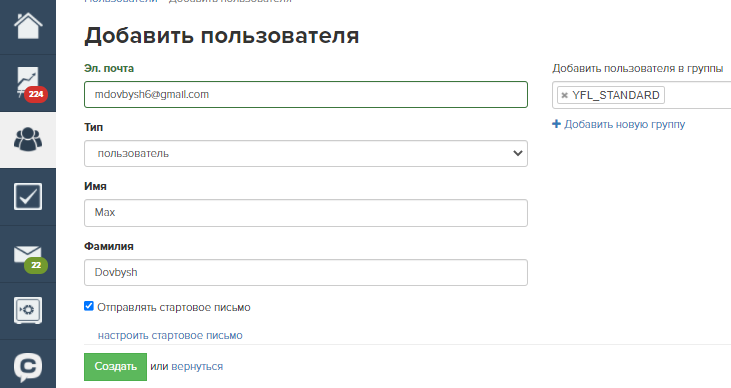 Добавить пользователя
Эл. почта
mdovbysh6@gmail.com
Тип
пользователь
Имя
Max
Фамилия
Dovbysh
Отправлять стартовое письмо
настроить стартовое письмо
Создать или вернуться
Добавить пользователя в группы
× YFL_STANDARD
+ Добавить новую группу
224
22